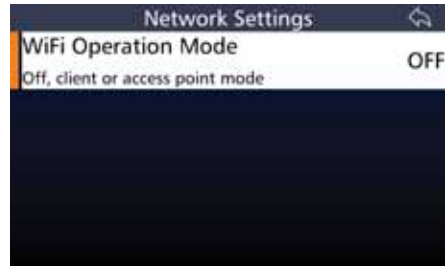 Network Settings
WiFi Operation Mode
OFF
Off, client or access point mode